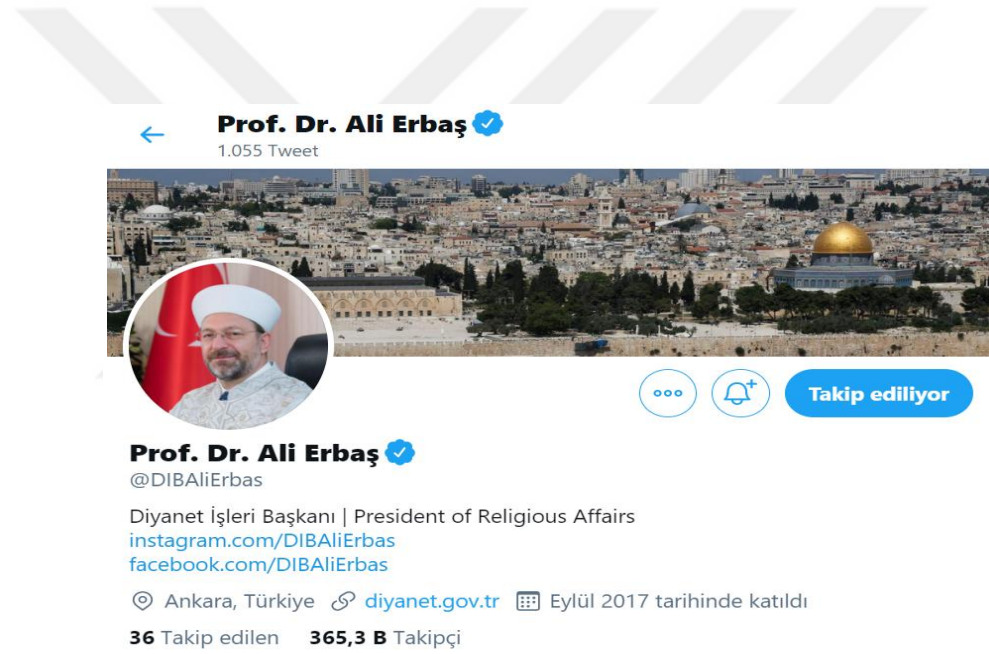 Prof. Dr. Ali Erbaş
1.055 Tweet
Takip ediliyor
Prof. Dr. Ali Erbaş
@DIBAliErbas
Diyanet İşleri Başkanı | President of Religious Affairs
instagram.com/DIBAliErbas
facebook.com/DIBAliErbas
Ankara, Türkiye diyanet.gov.tr Eylül 2017 tarihinde katıldı
36 Takip edilen 365,3 B Takipçi